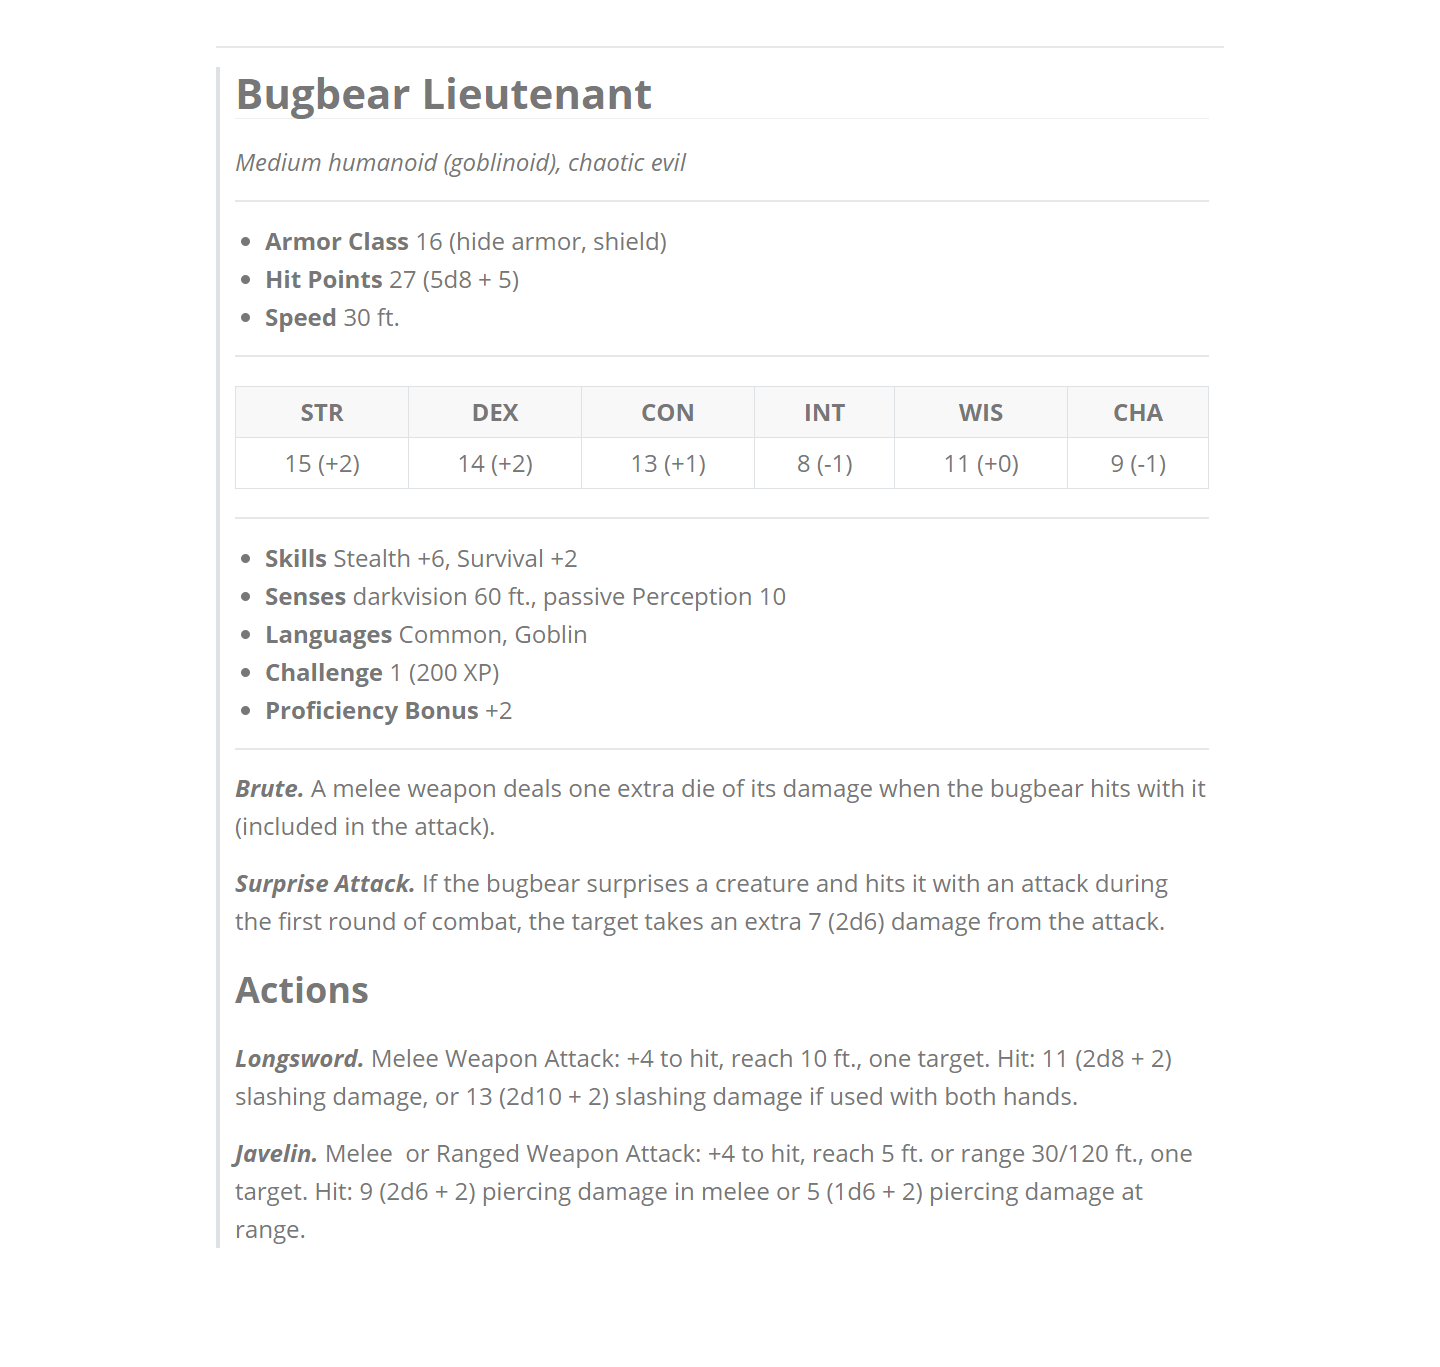 Bugbear Lieutenant
Medium humanoid (goblinoid), chaotic evil
Armor Class 16 (hide armor, shield)
Hit Points 27 (5d8 + 5)
Speed 30 ft.
STR DEX CON INT WIS CHA
15 (+2) 14 (+2) 13 (+1) 8 (-1) 11 (+0) 9 (-1)
Skills Stealth +6, Survival +2
Senses darkvision 60 ft., passive Perception 10
Languages Common, Goblin
Challenge 1 (200 XP)
Proficiency Bonus +2
Brute. A melee weapon deals one extra die of its damage when the bugbear hits with it
(included in the attack).
Surprise Attack. If the bugbear surprises a creature and hits it with an attack during
the first round of combat, the target takes an extra 7 (2d6) damage from the attack.
Actions
Longsword. Melee Weapon Attack: +4 to hit, reach 10 ft., one target. Hit: 11 (2d8 + 2)
slashing damage, or 13 (2d10 + 2) slashing damage if used with both hands.
Javelin. Melee  or Ranged Weapon Attack: +4 to hit, reach 5 ft. or range 30/120 ft., one
target. Hit: 9 (2d6 + 2) piercing damage in melee or 5 (1d6 + 2) piercing damage at
range.